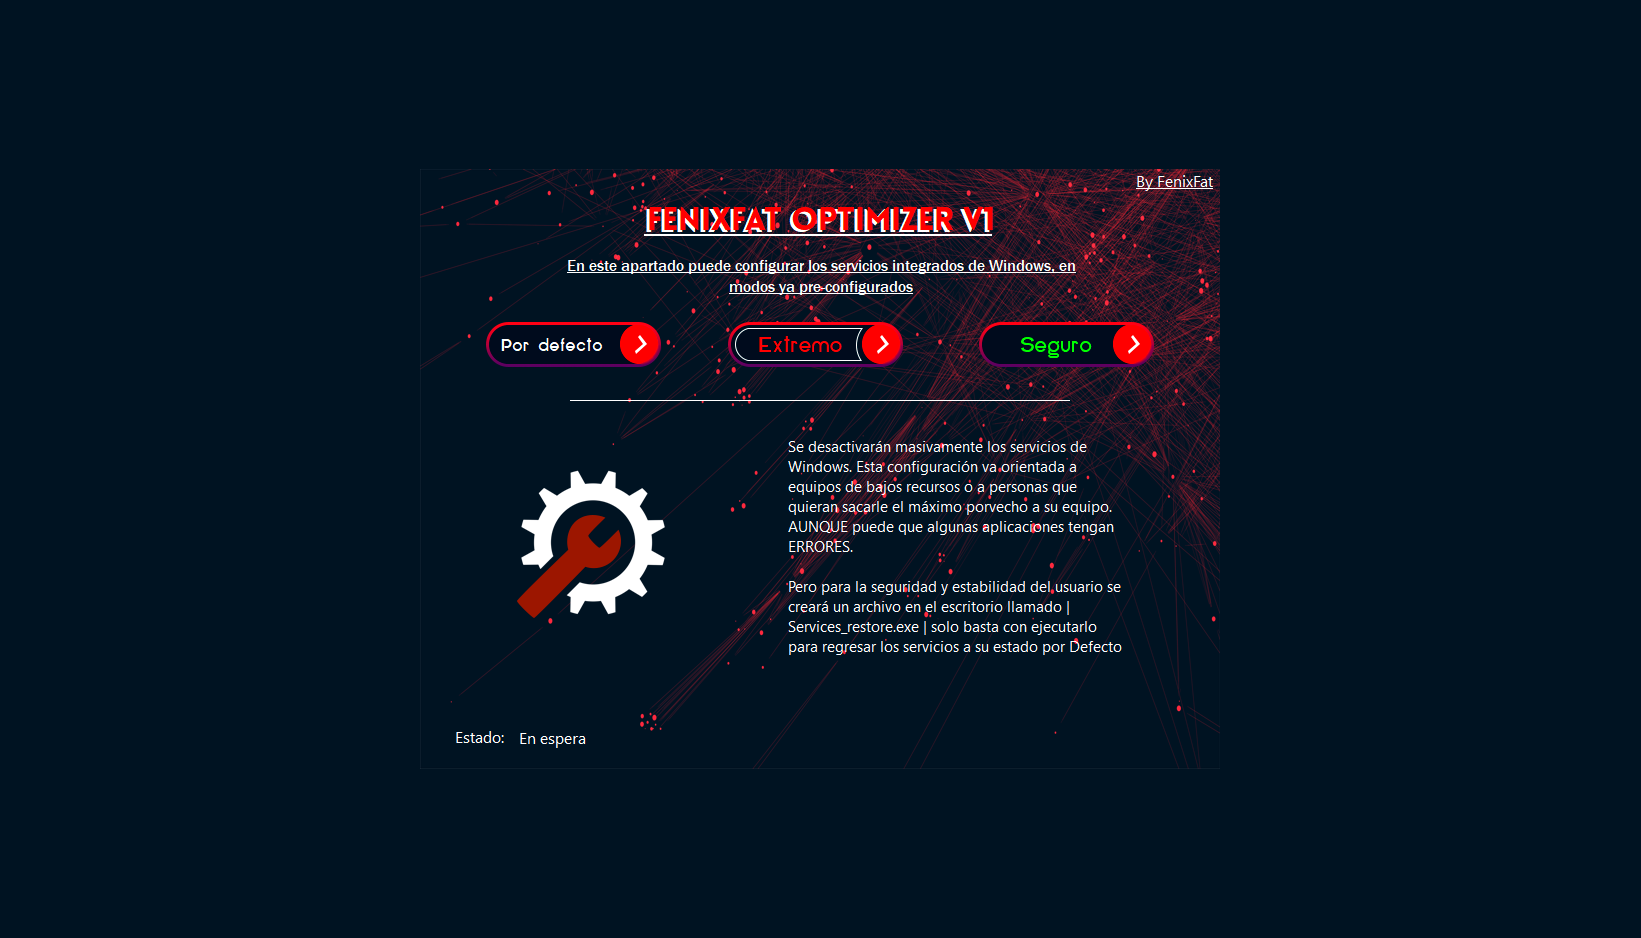 By FenixFat
FENIXFAT OPTIMIZER V1
En este apartado puede configurar los servicios integrados de Windows, en
modos ya pre-configurados
Por defecto
Extremo
Seguro
Se desactivarán masivamente los servicios de
Windows. Esta configuración va orientada a
equipos de bajos recursos ó a personas que
quieran sacarle el máximo porvecho a su equipo.
AUNQUE puede que algunas aplicaciones tengan
ERRORES.
Pero para la seguridad y estabilidad del usuario se
creará un archivo en el escritorio llamado |
Services_restore.exe | solo basta con ejecutarlo
para regresar los servicios a su estado por Defecto
Estado: En espera